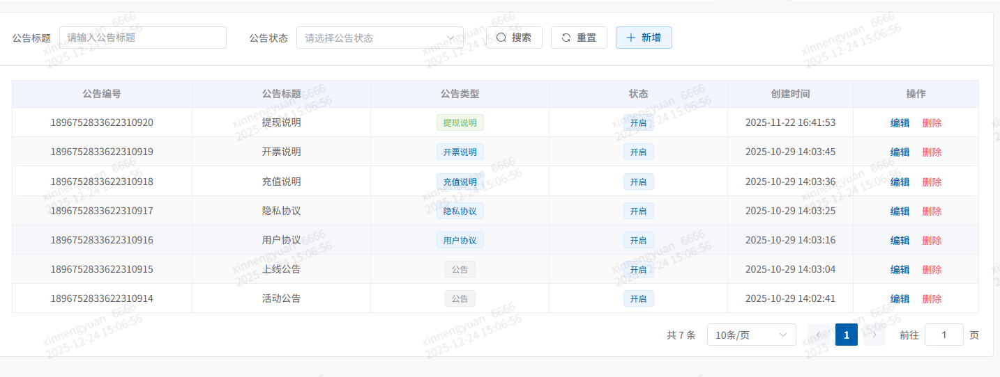 公告标题 请输入公告标题 公告状态 请选择公告状态 搜索 重置 新增
公告编号 公告标题 公告类型 状态 创建时间 操作
1896752833622310920 提现说明 提现说明 开启 2025-11-22 16:41:53 编辑 删除
1896752833622310919 开票说明 开票说明 开启 2025-10-29 14:03:45 编辑 删除
1896752833622310918 充值说明 充值说明 开启 2025-10-29 14:03:36 编辑 删除
1896752833622310917 隐私协议 隐私协议 开启 2025-10-29 14:03:25 编辑 删除
1896752833622310916 用户协议 用户协议 开启 2025-10-29 14:03:16 编辑 删除
1896752833622310915 上线公告 公告 开启 2025-10-29 14:03:04 编辑 删除
1896752833622310914 活动公告 公告 开启 2025-10-29 14:02:41 编辑 删除
共 7 条 10条/页 1 前往 1 页
xinnengyuan 6666
2025-12-24 15:06:56